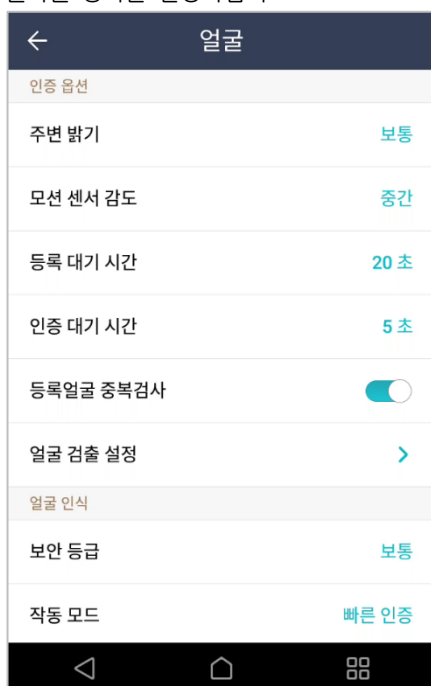 얼굴
인증 옵션
주변 밝기 보통
모션 센서 감도 중간
등록 대기 시간 20 초
인증 대기 시간 5 초
등록얼굴 중복검사
얼굴 검출 설정
얼굴 인식
보안 등급 보통
작동 모드 빠른 인증